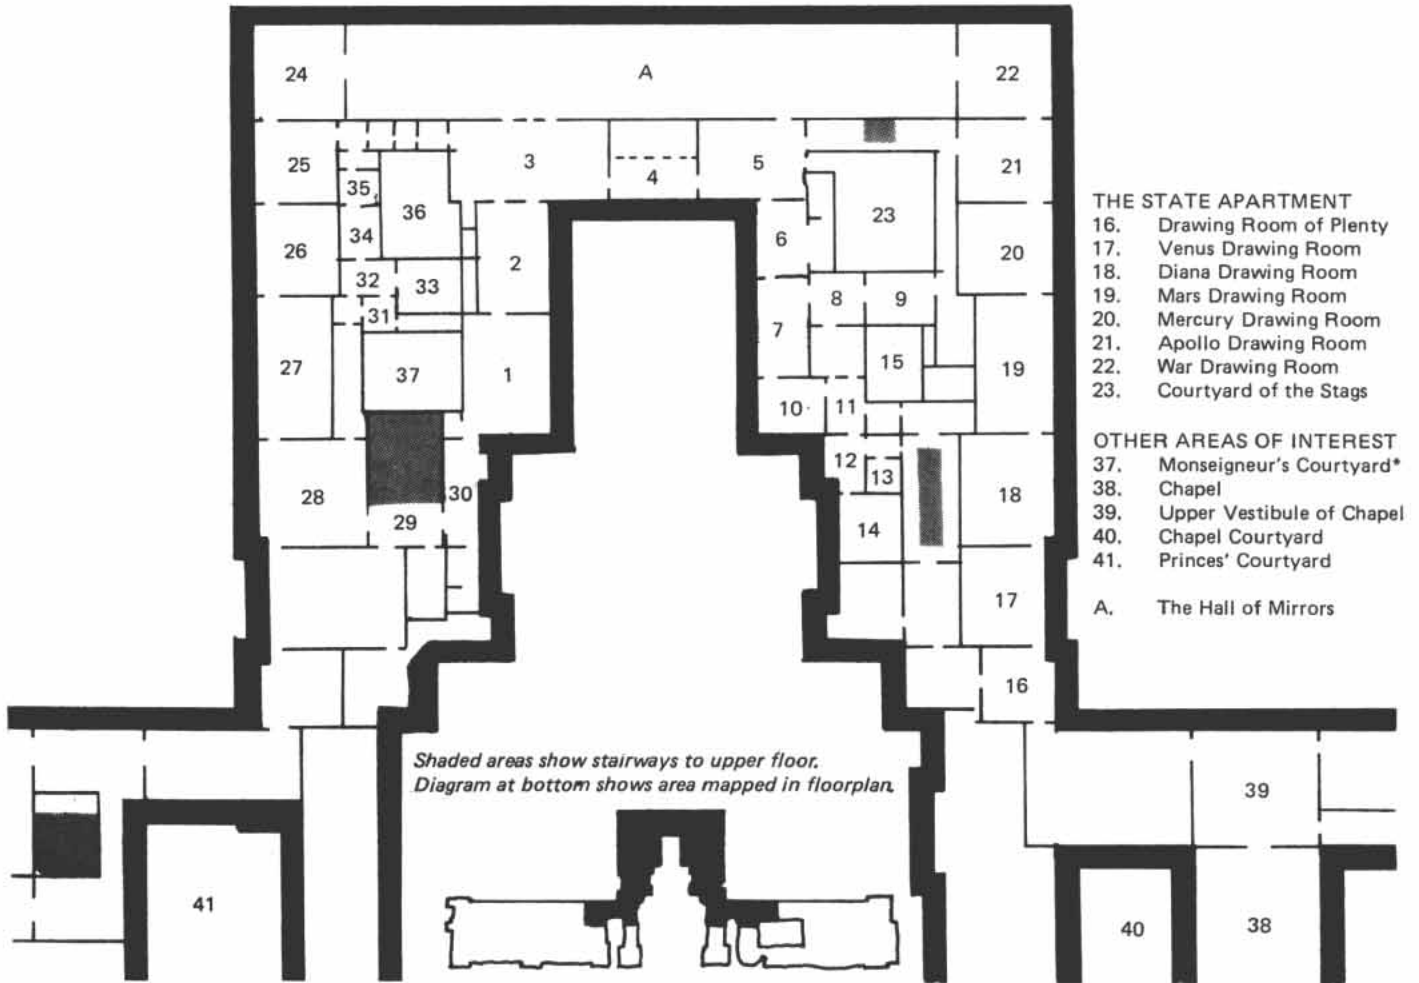 24
A
22
25
35
36
3
4
5
23
21
26
34
32
33
31
2
6
7
8
9
20
27
37
1
10
11
15
19
28
29
30
12
13
14
18
17
16
THE STATE APARTMENT
16. Drawing Room of Plenty
17. Venus Drawing Room
18. Diana Drawing Room
19. Mars Drawing Room
20. Mercury Drawing Room
21. Apollo Drawing Room
22. War Drawing Room
23. Courtyard of the Stags
OTHER AREAS OF INTEREST
37. Monseigneur's Courtyard*
38. Chapel
39. Upper Vestibule of Chapel
40. Chapel Courtyard
41. Princes' Courtyard
A. The Hall of Mirrors
Shaded areas show stairways to upper floor.
Diagram at bottom shows area mapped in floorplan.
39
41
40
38